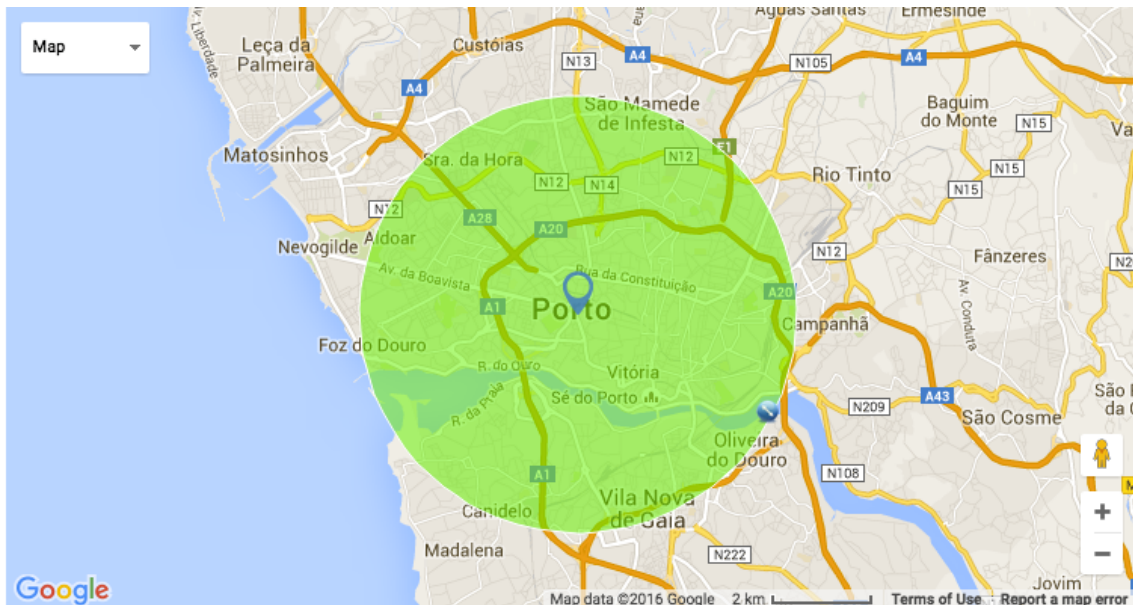 Map
Leça da
Palmeira
Custóias
Águas Santas
Ermesinde
A4
N13
A4
N105
A4
São Mamede
de Infesta
Baguim
do Monte
N15
E1
Matosinhos
Sra. da Hora
N12
Rio Tinto
N15
N15
N12
N14
N12
A28
A20
Nevogilde
Aldoar
N12
Fânzeres
Av. da Boavista
Rua da Constituição
A20
Av. Conduta
A1
Porto
Campanhã
Foz do Douro
R. do Ouro
Vitória
R. da Praia
Sé do Porto
N209
A43
São Cosme
Oliveira
do Douro
A1
N108
Canidelo
Vila Nova
de Gaia
+
Madalena
N222
−
Jovim
Google
Map data ©2016 Google
2 km
Terms of Use
Report a map error